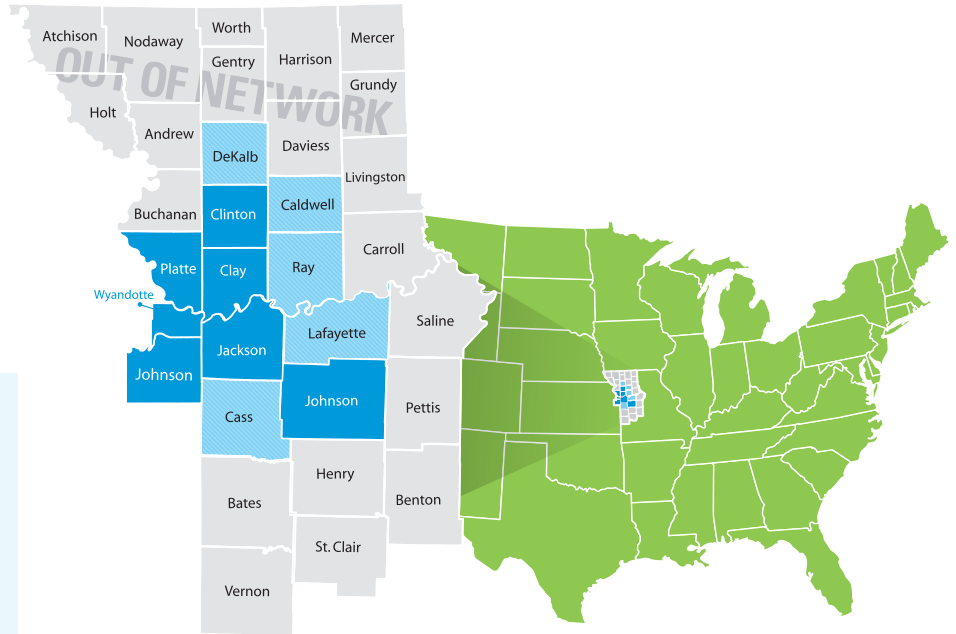 Atchison
Nodaway
Worth
Gentry
Harrison
Mercer
Grundy
OUT OF NETWORK
Holt
Andrew
DeKalb
Daviess
Livingston
Buchanan
Clinton
Caldwell
Carroll
Platte
Clay
Ray
Wyandotte
Jackson
Lafayette
Saline
Johnson
Johnson
Cass
Pettis
Henry
Bates
Benton
St. Clair
Vernon